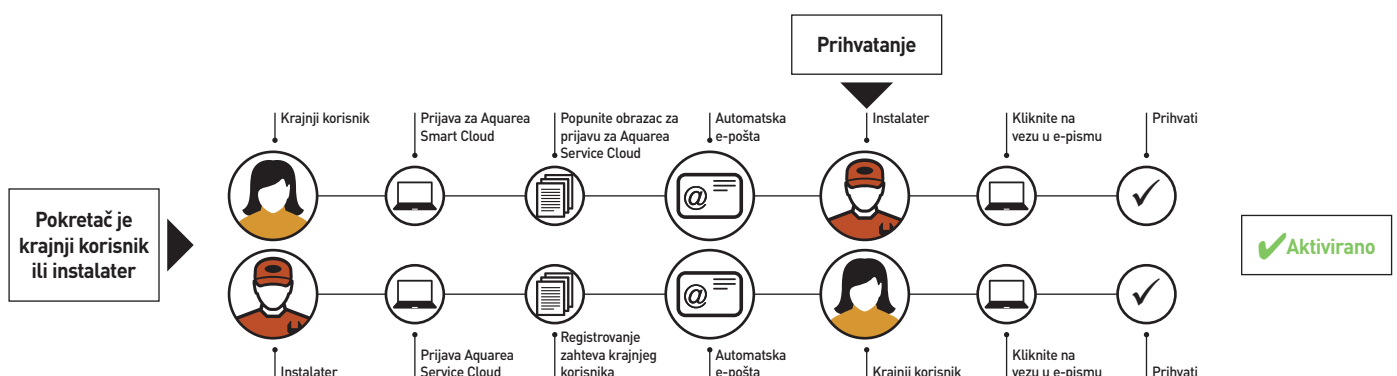 Prihvatanje
Krajnji korisnik
Prijava za Aquarea
Smart Cloud
Popunite obrazac za
prijavu za Aquarea
Service Cloud
Automatska
e-pošta
Instalater
Kliknite na
vezu u e-pismu
Prihvati
Pokretač je
krajnji korisnik
ili instalater
@
@
Aktivirano
Instalater
Prijava Aquarea
Service Cloud
Registrovanje
zahteva krajnjeg
korisnika
Automatska
e-pošta
Krajnji korisnik
Kliknite na
vezu u e-pismu
Prihvati